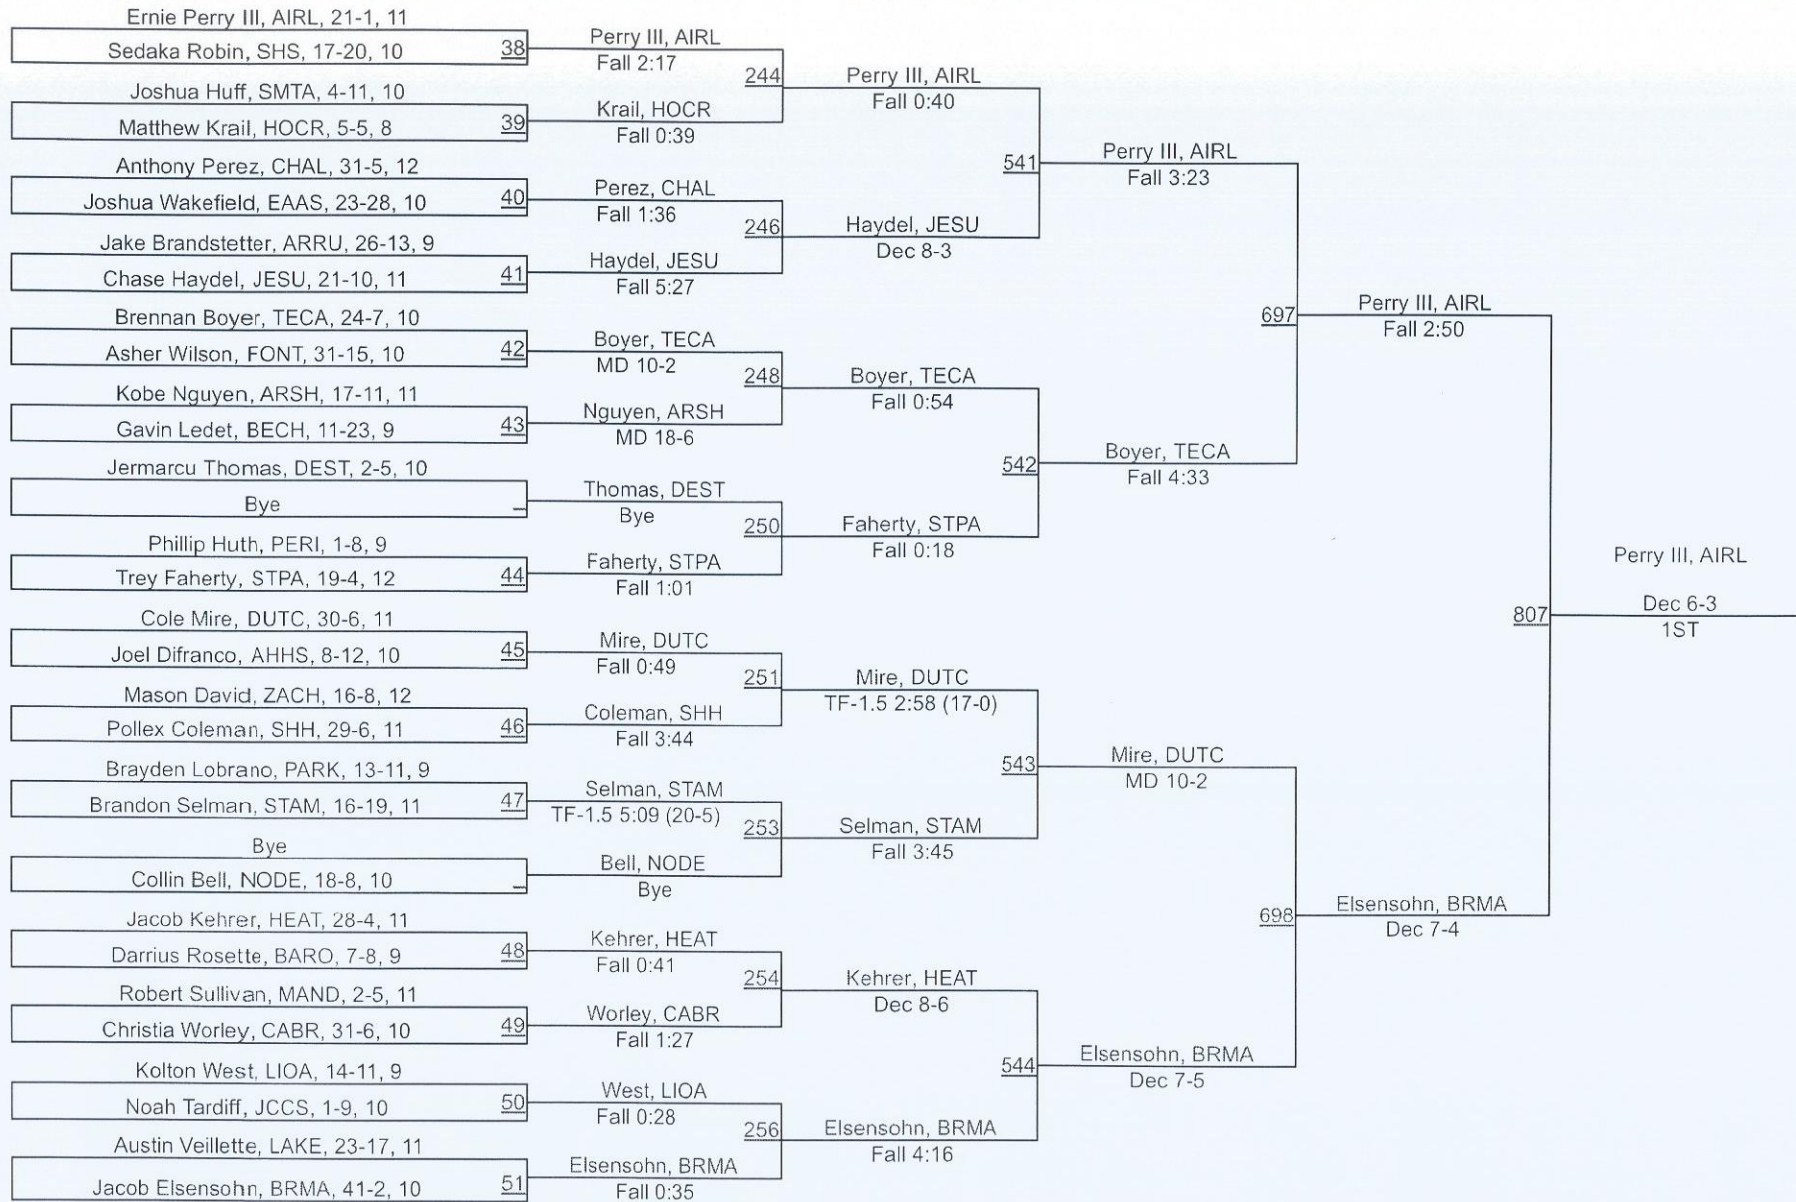 Ernie Perry III, AIRL, 21-1, 11
Sedaka Robin, SHS, 17-20, 10
38
Joshua Huff, SMTA, 4-11, 10
Matthew Krail, HOCR, 5-5, 8
39
Anthony Perez, CHAL, 31-5, 12
Joshua Wakefield, EAAS, 23-28, 10
40
Jake Brandstetter, ARRU, 26-13, 9
Chase Haydel, JESU, 21-10, 11
41
Brennan Boyer, TECA, 24-7, 10
Asher Wilson, FONT, 31-15, 10
42
Kobe Nguyen, ARSH, 17-11, 11
Gavin Ledet, BECH, 11-23, 9
43
Jermarcu Thomas, DEST, 2-5, 10
Bye
Phillip Huth, PERI, 1-8, 9
Trey Faherty, STPA, 19-4, 12
44
Cole Mire, DUTC, 30-6, 11
Joel Difranco, AHHS, 8-12, 10
45
Mason David, ZACH, 16-8, 12
Pollex Coleman, SHH, 29-6, 11
46
Brayden Lobrano, PARK, 13-11, 9
Brandon Selman, STAM, 16-19, 11
47
Bye
Collin Bell, NODE, 18-8, 10
Jacob Kehrer, HEAT, 28-4, 11
Darrius Rosette, BARO, 7-8, 9
48
Robert Sullivan, MAND, 2-5, 11
Christia Worley, CABR, 31-6, 10
49
Kolton West, LIOA, 14-11, 9
Noah Tardiff, JCCS, 1-9, 10
50
Austin Veillette, LAKE, 23-17, 11
Jacob Elsensohn, BRMA, 41-2, 10
51
Perry III, AIRL
Fall 2:17
244
Krail, HOCR
Fall 0:39
Perez, CHAL
Fall 1:36
246
Haydel, JESU
Fall 5:27
Boyer, TECA
MD 10-2
248
Nguyen, ARSH
MD 18-6
Thomas, DEST
Bye
250
Faherty, STPA
Fall 1:01
Mire, DUTC
Fall 0:49
251
Coleman, SHH
Fall 3:44
Selman, STAM
TF-1.5 5:09 (20-5)
253
Bell, NODE
Bye
Kehrer, HEAT
Fall 0:41
254
Worley, CABR
Fall 1:27
West, LIOA
Fall 0:28
256
Elsensohn, BRMA
Fall 0:35
Perry III, AIRL
Fall 0:40
541
Haydel, JESU
Dec 8-3
Boyer, TECA
Fall 0:54
542
Faherty, STPA
Fall 0:18
Mire, DUTC
TF-1.5 2:58 (17-0)
543
Selman, STAM
Fall 3:45
Kehrer, HEAT
Dec 8-6
544
Elsensohn, BRMA
Fall 4:16
Perry III, AIRL
Fall 3:23
697
Boyer, TECA
Fall 4:33
Mire, DUTC
MD 10-2
698
Elsensohn, BRMA
Dec 7-5
Perry III, AIRL
Fall 2:50
807
Elsensohn, BRMA
Dec 7-4
Perry III, AIRL
Dec 6-3
1ST